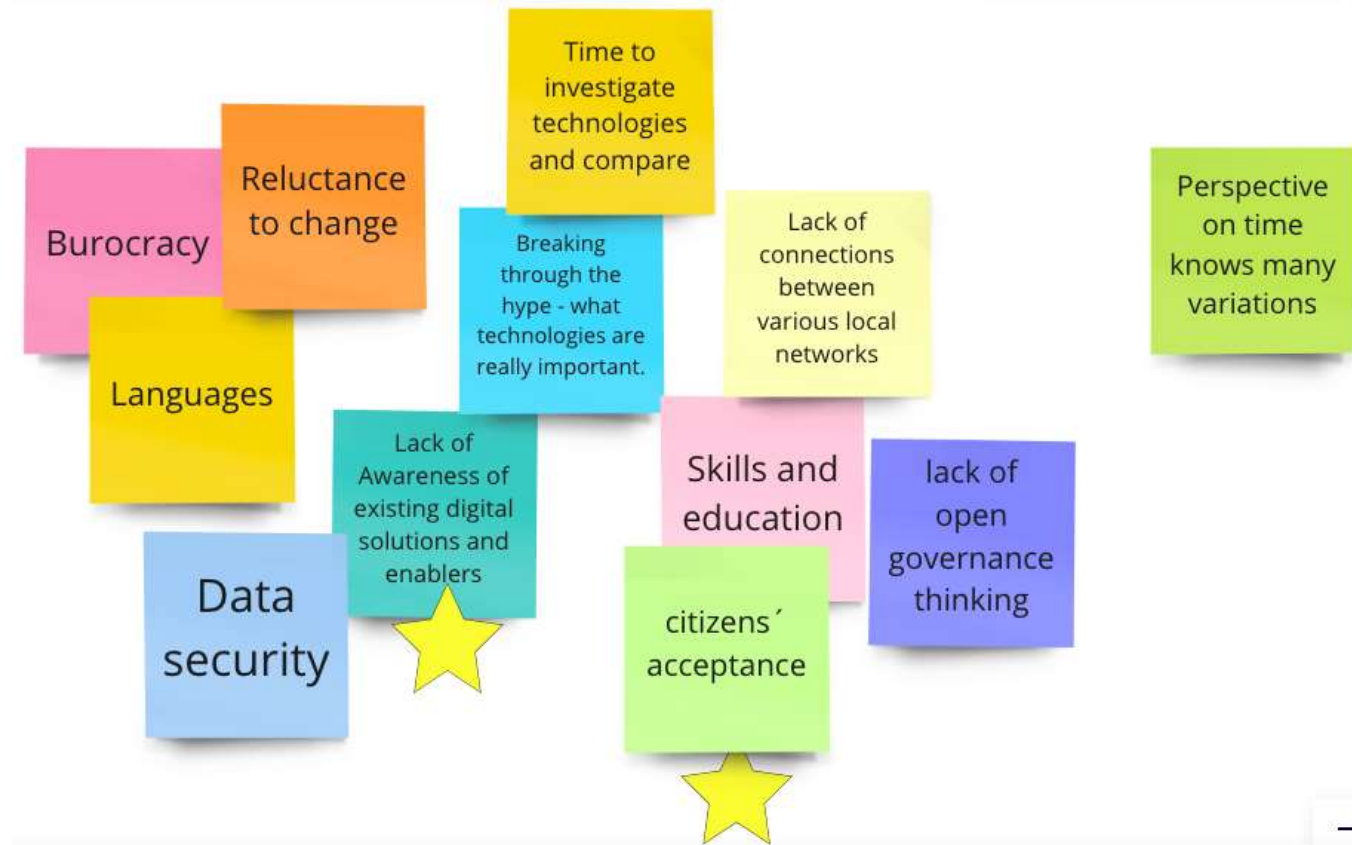 Time to
investigate
technologies
and compare
Reluctance
to change
Burocracy
Perspective
on time
knows many
variations
Breaking
through the
hype - what
technologies are
really important.
Lack of
connections
between
various local
networks
Languages
Lack of
Awareness of
existing digital
solutions and
enablers
Skills and
education
lack of
open
governance
thinking
Data
security
citizens´
acceptance